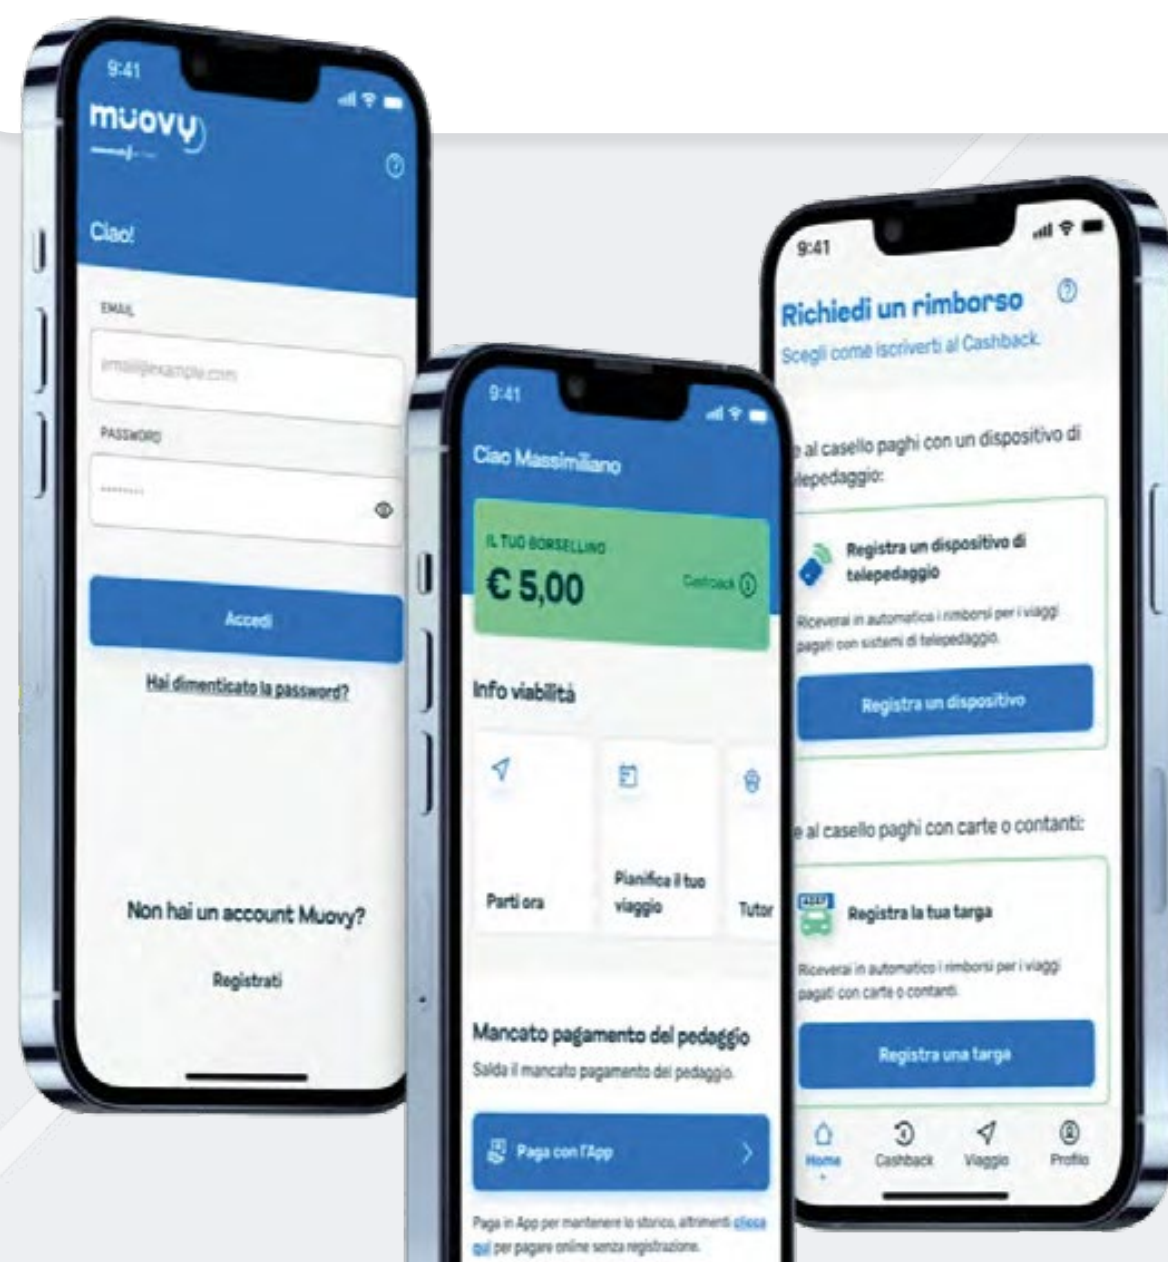 9:41
muovy
Ciao!
EMAIL
email@example.com
PASSWORD
Accedi
Hai dimenticato la password?
Non hai un account Muovy?
Registrati
9:41
Ciao Massimiliano
IL TUO BORSELLINO
€ 5,00
Cashback
Info viabilità
Parti ora
Pianifica il tuo
viaggio
Tutor
Mancato pagamento del pedaggio
Salda il mancato pagamento del pedaggio.
Paga con l'App
Paga in App per mantenere lo storico, altrimenti clicca
qui per pagare online senza registrazione.
9:41
Richiedi un rimborso
Scegli come iscriverti al Cashback.
e al casello paghi con un dispositivo di
elepedaggio:
Registra un dispositivo di
telepedaggio
Riceverai in automatico i rimborsi per i viaggi
pagati con sistemi di telepedaggio.
Registra un dispositivo
e al casello paghi con carte o contanti:
Registra la tua targa
Riceverai in automatico i rimborsi per i viaggi
pagati con carte o contanti.
Registra una targa
Home
Cashback
Viaggio
Profilo